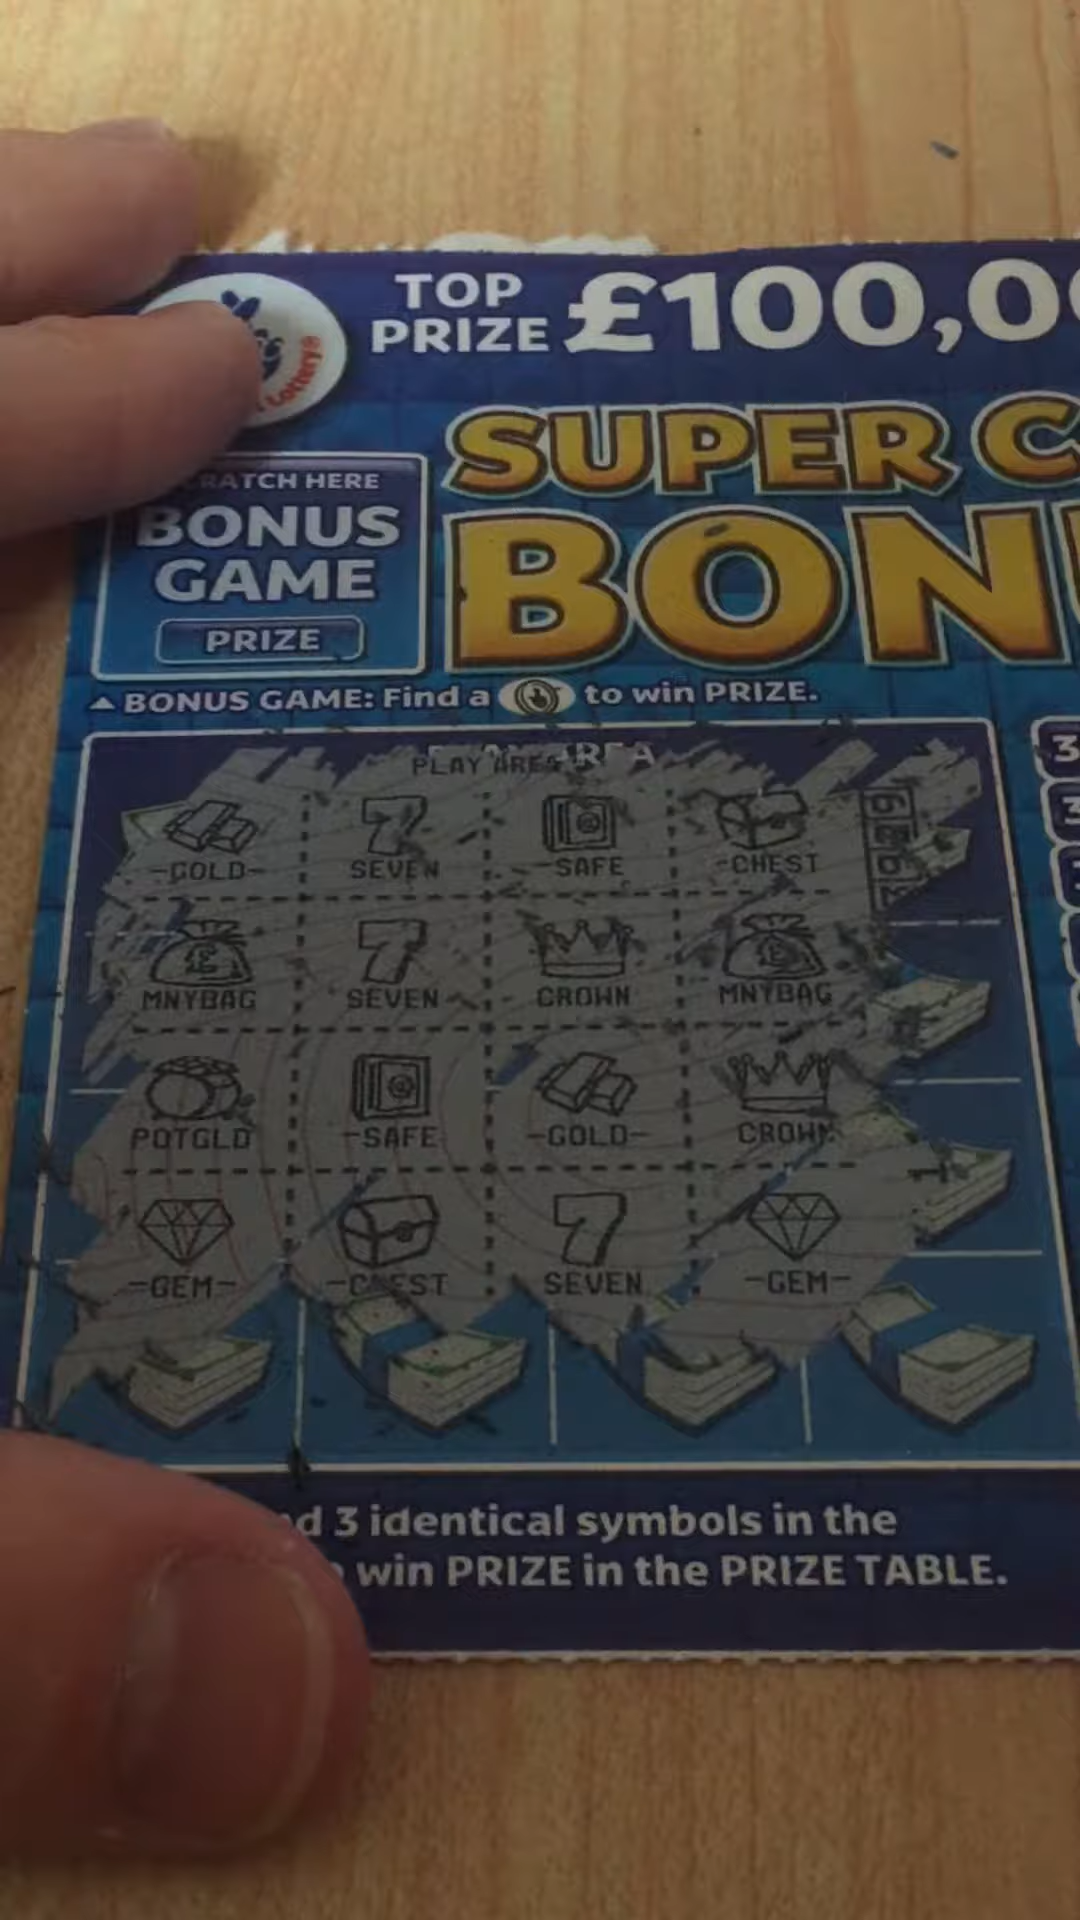 TOP PRIZE £100,0
Lottery®
SUPER C
BON
RATCH HERE
BONUS
GAME
PRIZE
BONUS GAME: Find a to win PRIZE.
PLAY AREA
GOLD SEVEN SAFE CHEST
MNYBAG SEVEN CROWN MNYBAG
POTGLD SAFE GOLD CROWN
GEM CHEST SEVEN GEM
3 identical symbols in the
win PRIZE in the PRIZE TABLE.